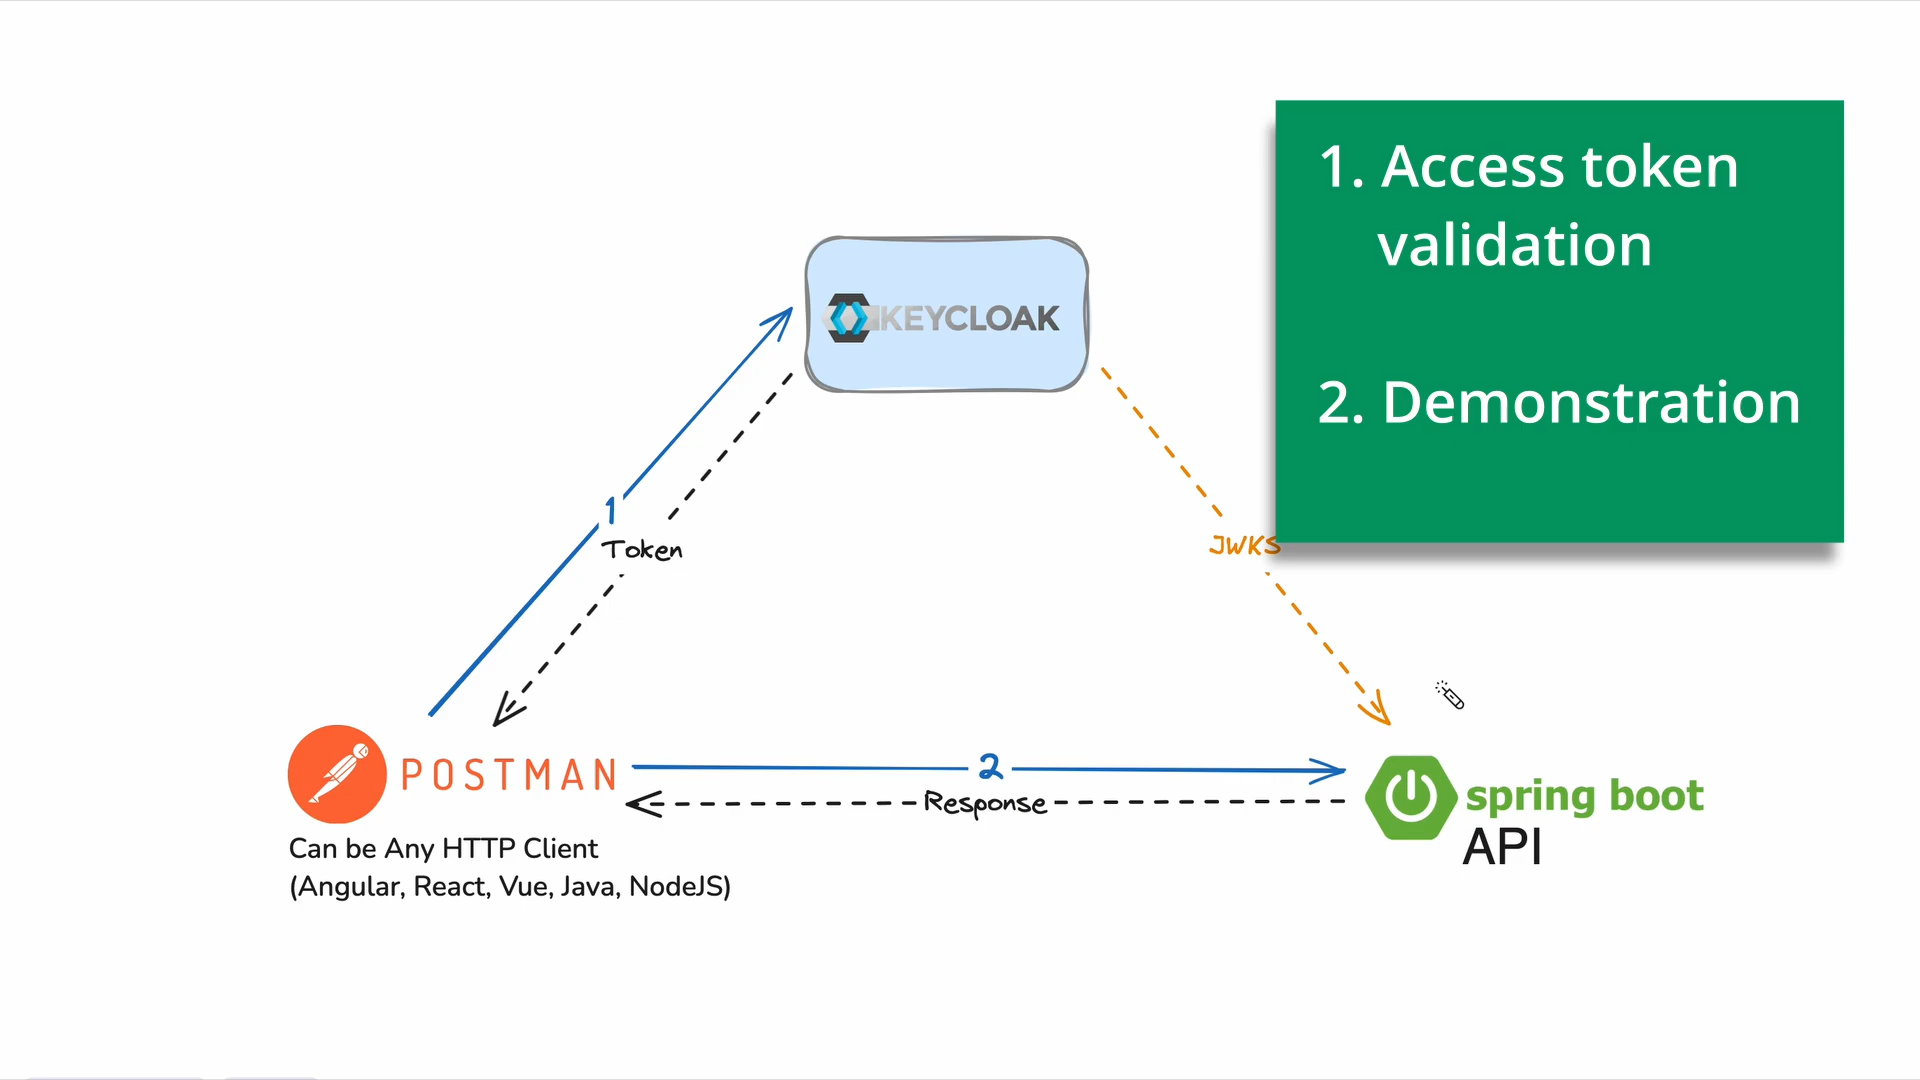 1. Access token
validation
2. Demonstration
KEYCLOAK
1
Token
JWKS
POSTMAN
2
Response
spring boot
API
Can be Any HTTP Client
(Angular, React, Vue, Java, NodeJS)